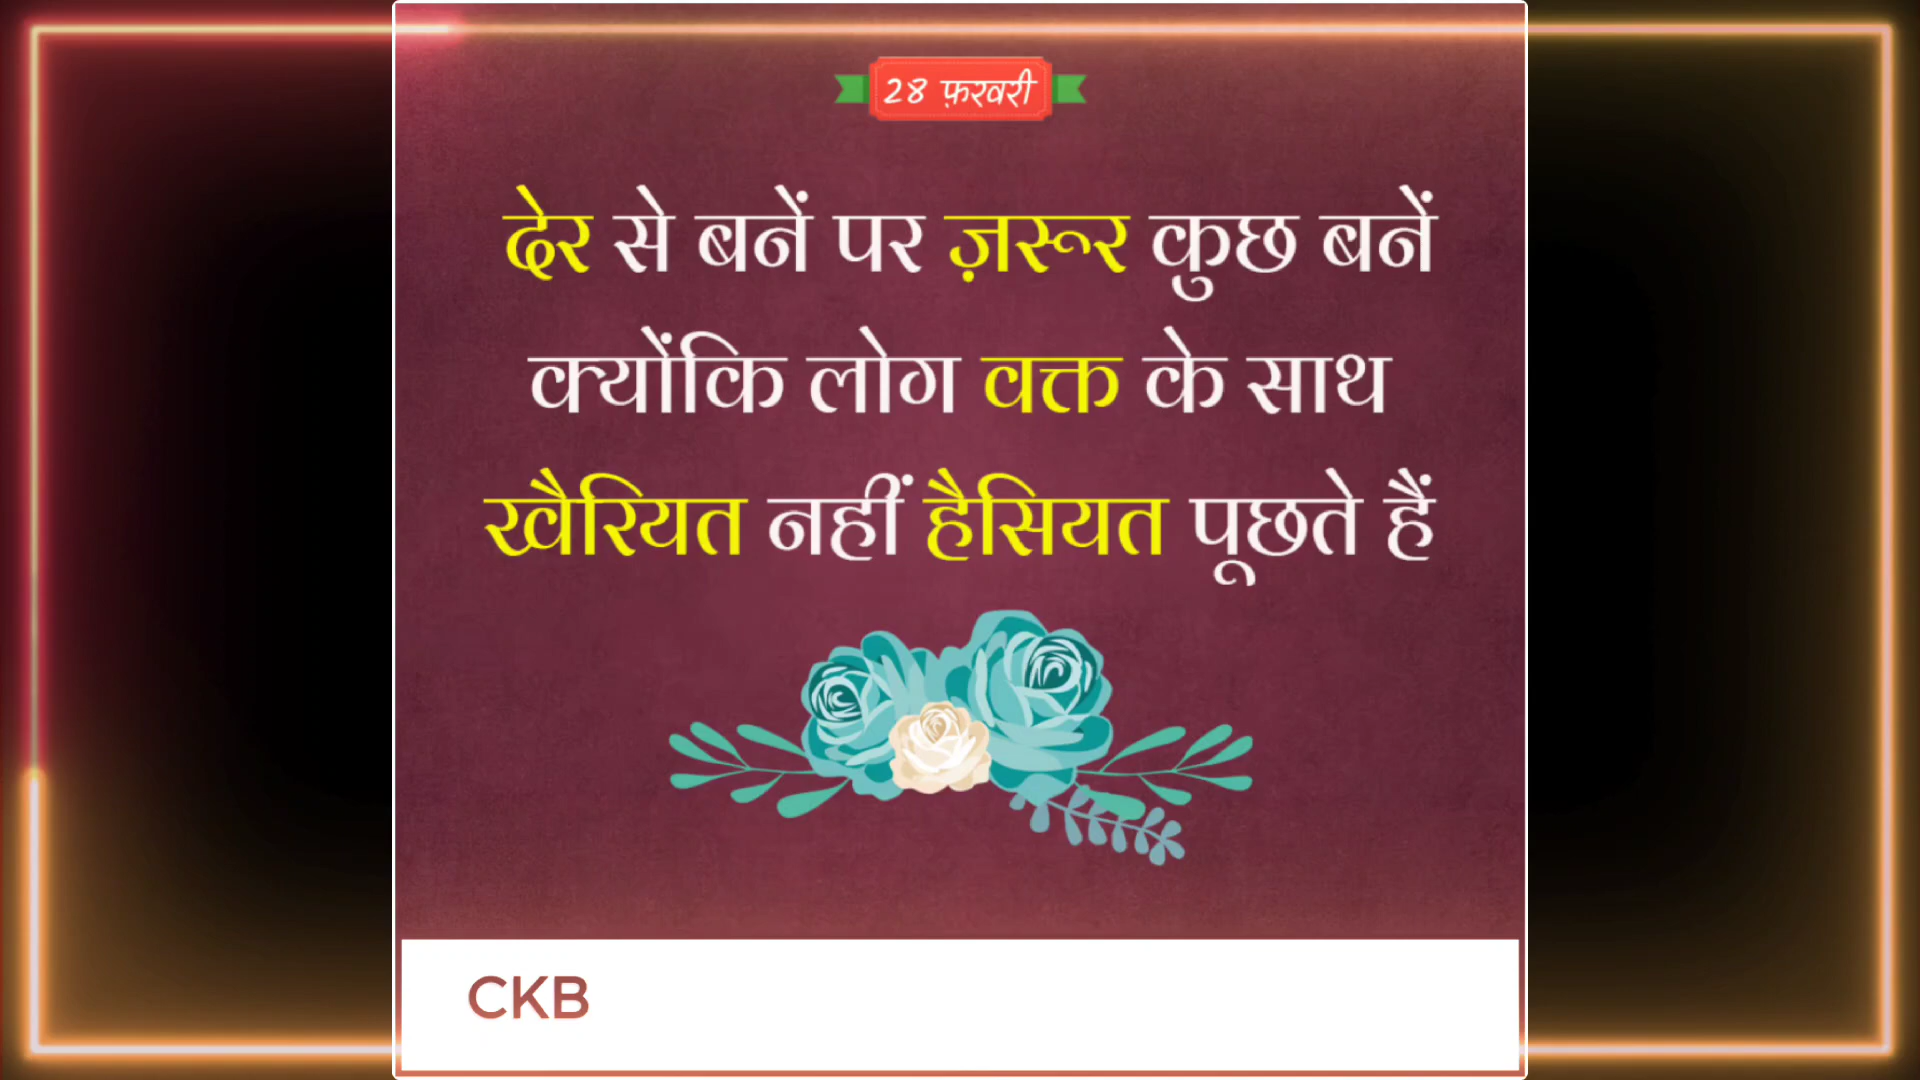 28 फ़रवरी
देर से बनें पर ज़रूर कुछ बनें
क्योंकि लोग वक्त के साथ
खैरियत नहीं हैसियत पूछते हैं
CKB